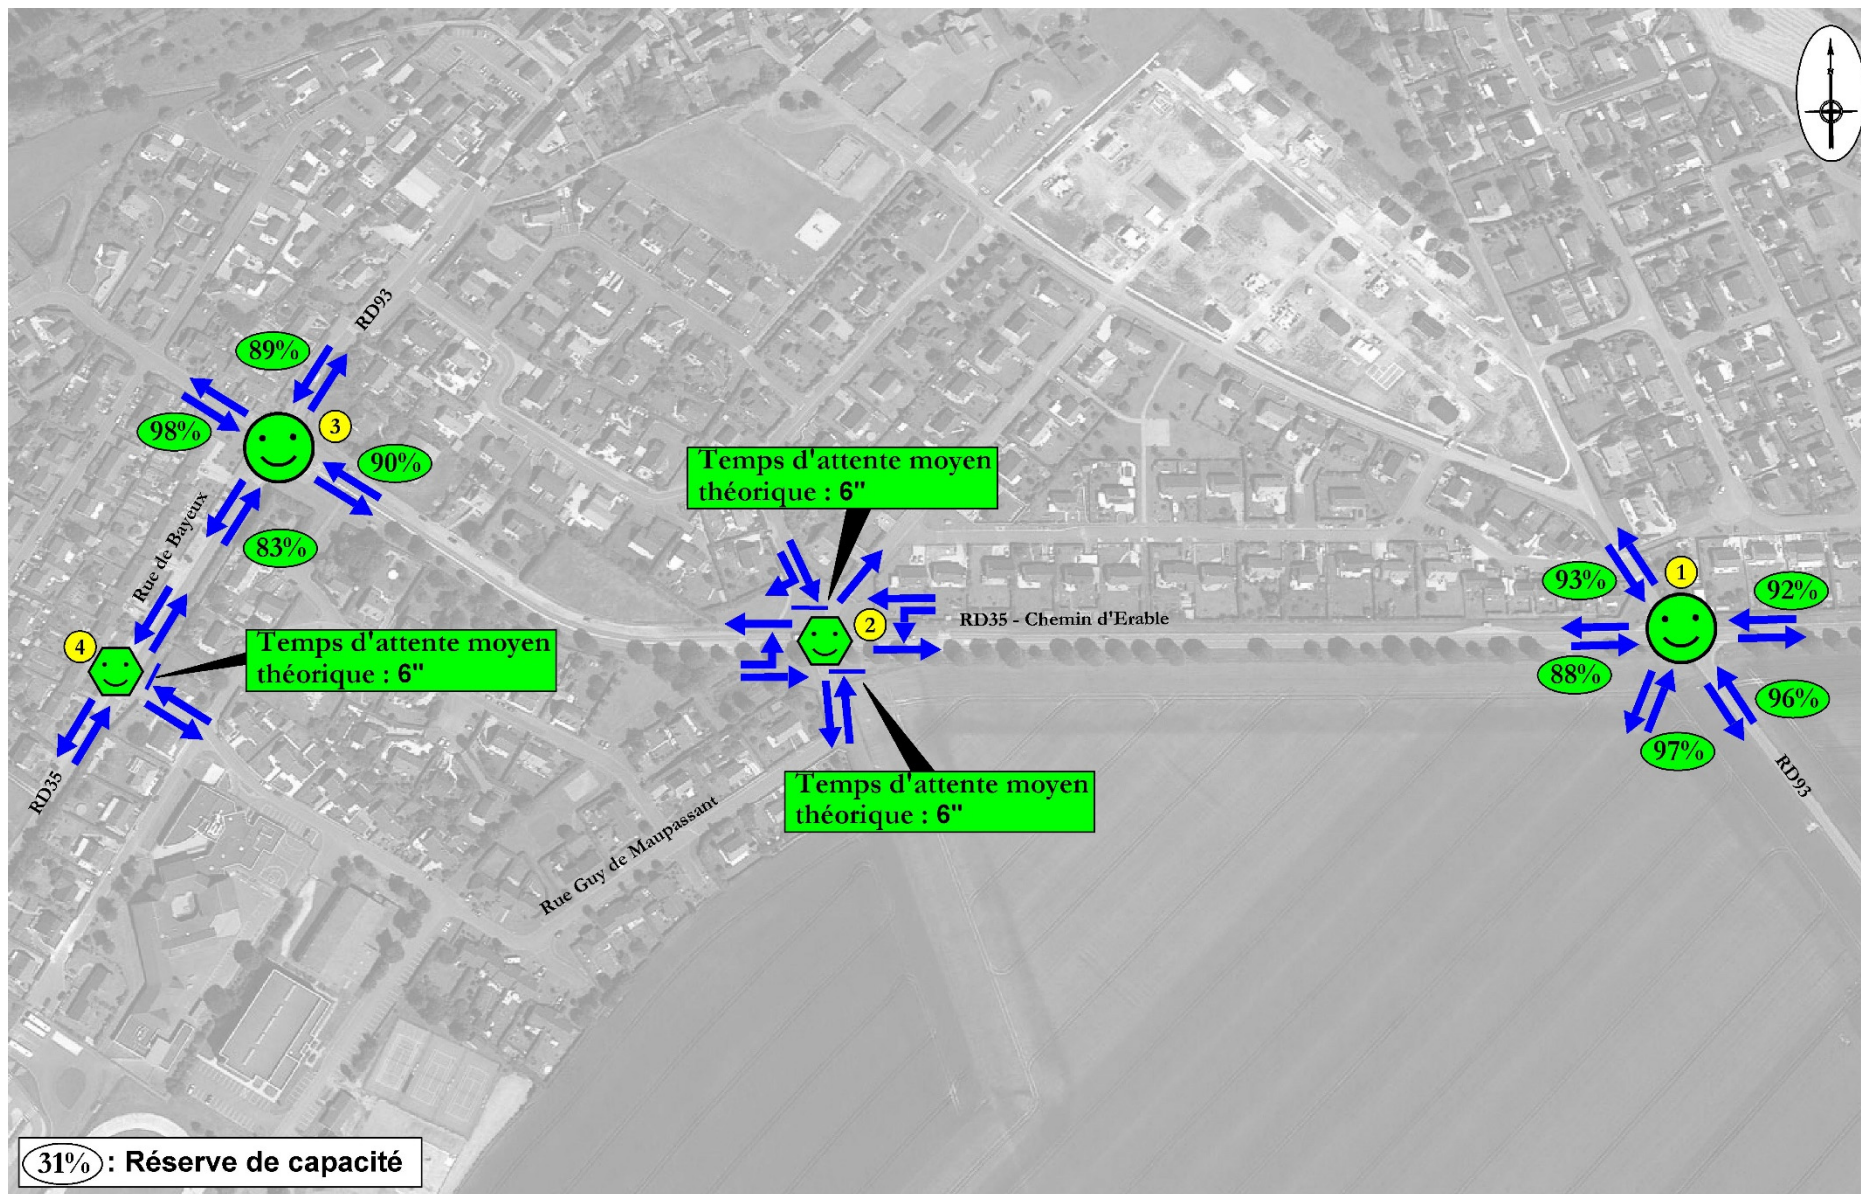 RD93
89%
98%
3
90%
83%
Rue de Bayeux
4
Temps d'attente moyen
théorique : 6"
RD35
Temps d'attente moyen
théorique : 6"
2
RD35 - Chemin d'Erable
Temps d'attente moyen
théorique : 6"
Rue Guy de Maupassant
1
93%
92%
88%
96%
97%
RD93
31% : Réserve de capacité